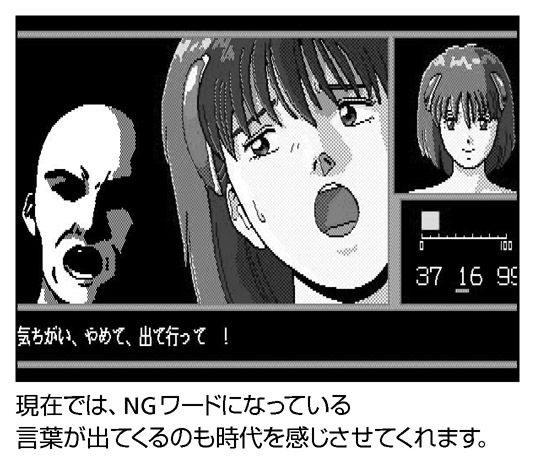 0 100
37 16 99
気ちがい、やめて、出て行って ！
現在では、NGワードになっている
言葉が出てくるのも時代を感じさせてくれます。